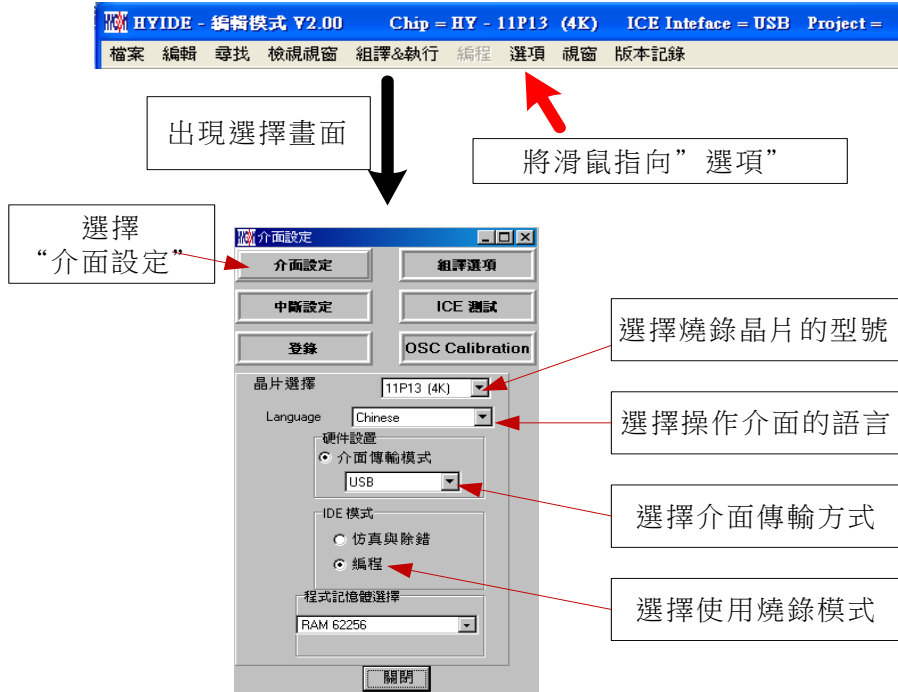 HYIDE - 編輯模式 V2.00 Chip = HY - 11P13 (4K) ICE Inteface = USB Project =
檔案 編輯 尋找 檢視視窗 組譯&執行 編程 選項 視窗 版本記錄
出現選擇畫面
將滑鼠指向”選項”
選擇
“介面設定”
介面設定
介面設定 組譯選項
中斷設定 ICE 測試
登錄 OSC Calibration
選擇燒錄晶片的型號
晶片選擇 11P13 (4K)
Language Chinese
選擇操作介面的語言
硬件設置
介面傳輸模式
USB
選擇介面傳輸方式
IDE 模式
仿真與除錯
編程
選擇使用燒錄模式
程式記憶體選擇
RAM 62256
關閉